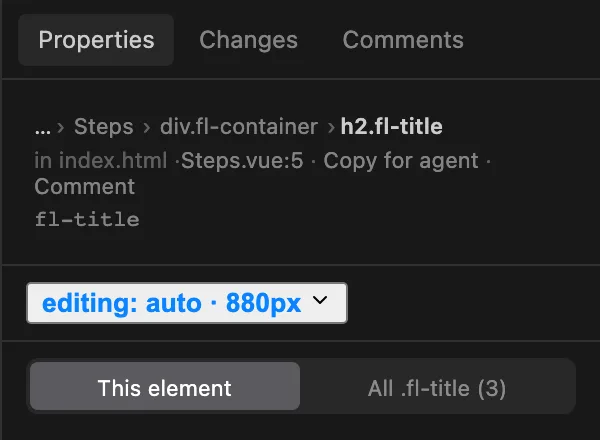 Properties Changes Comments
... › Steps › div.fl-container › h2.fl-title
in index.html ·Steps.vue:5 · Copy for agent ·
Comment
fl-title
editing: auto · 880px
This element All .fl-title (3)